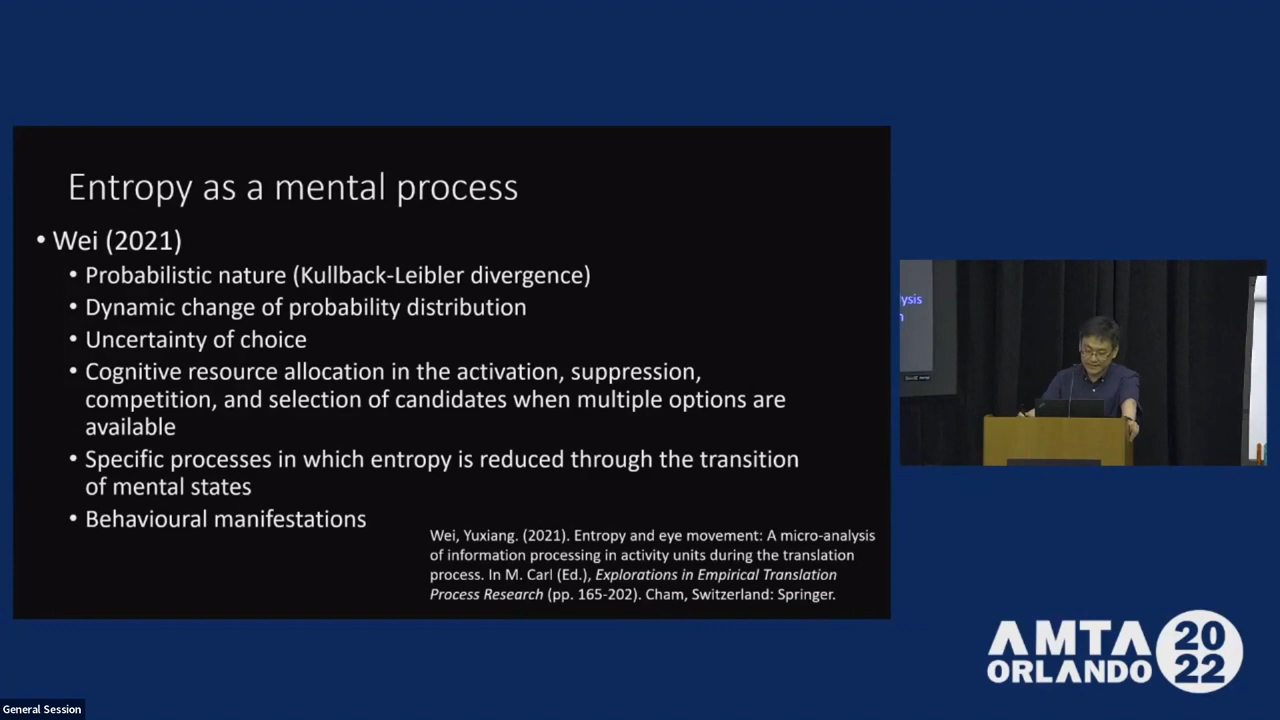 Entropy as a mental process
• Wei (2021)
• Probabilistic nature (Kullback-Leibler divergence)
• Dynamic change of probability distribution
• Uncertainty of choice
• Cognitive resource allocation in the activation, suppression,
competition, and selection of candidates when multiple options are
available
• Specific processes in which entropy is reduced through the transition
of mental states
• Behavioural manifestations
Wei, Yuxiang. (2021). Entropy and eye movement: A micro-analysis
of information processing in activity units during the translation
process. In M. Carl (Ed.), Explorations in Empirical Translation
Process Research (pp. 165-202). Cham, Switzerland: Springer.
ysis
n
AMTA
ORLANDO
20
22
General Session